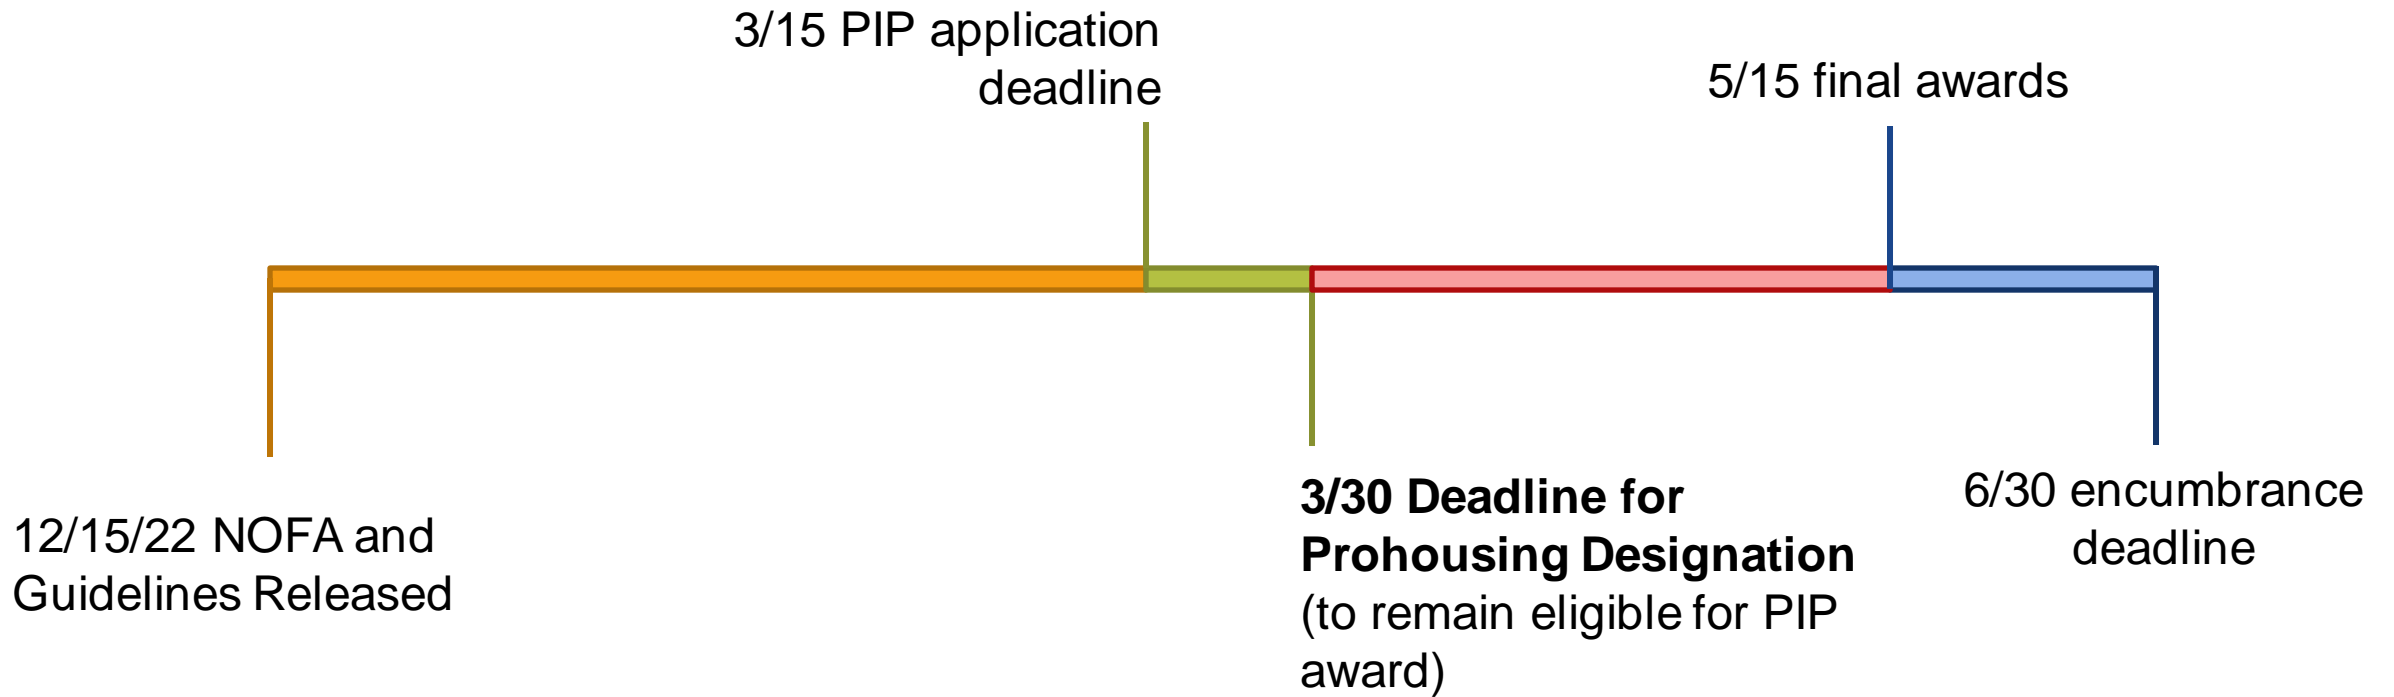 3/15 PIP application
deadline
5/15 final awards
12/15/22 NOFA and
Guidelines Released
3/30 Deadline for
Prohousing Designation
(to remain eligible for PIP
award)
6/30 encumbrance
deadline